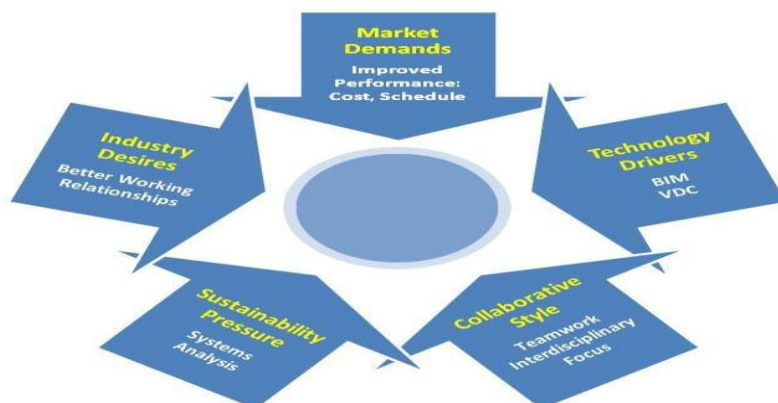 Market
Demands
Improved
Performance:
Cost, Schedule
Industry
Desires
Better Working
Relationships
Technology
Drivers
BIM
VDC
Sustainability
Pressure
Systems
Analysis
Collaborative
Style
Teamwork
Interdisciplinary
Focus